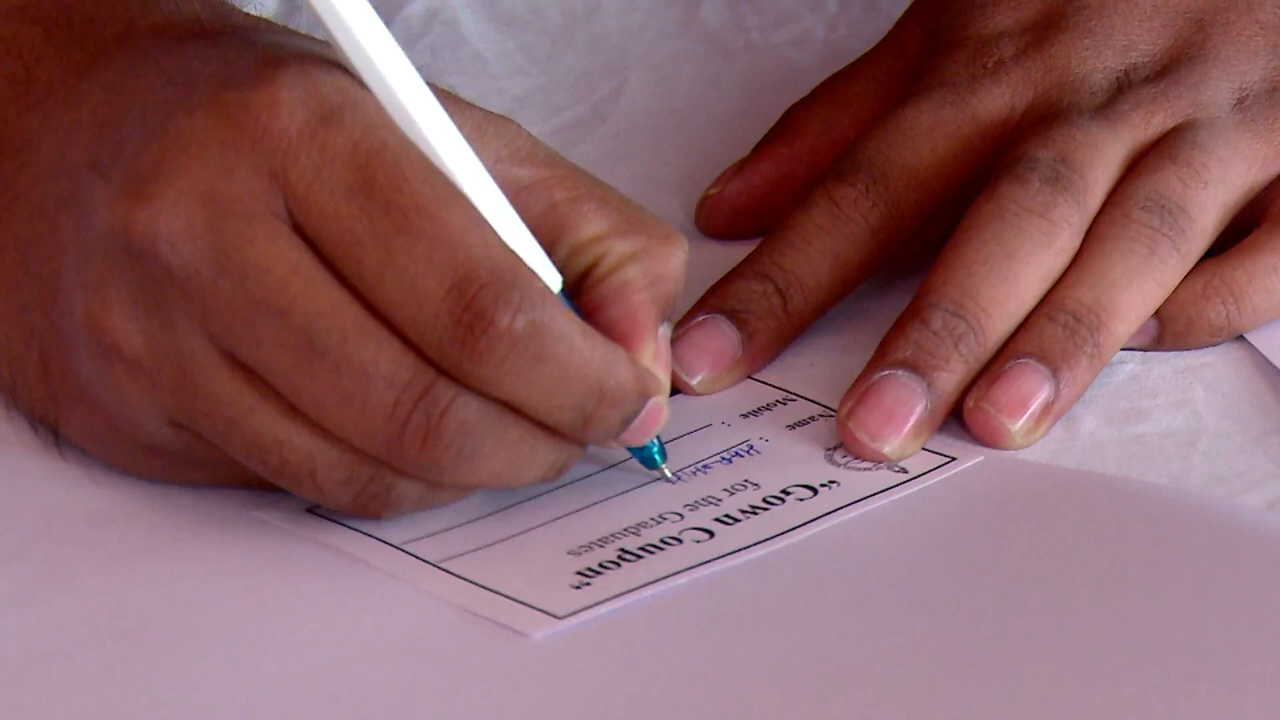 “Gown Coupon”
for the Graduates
Name :
Mobile :